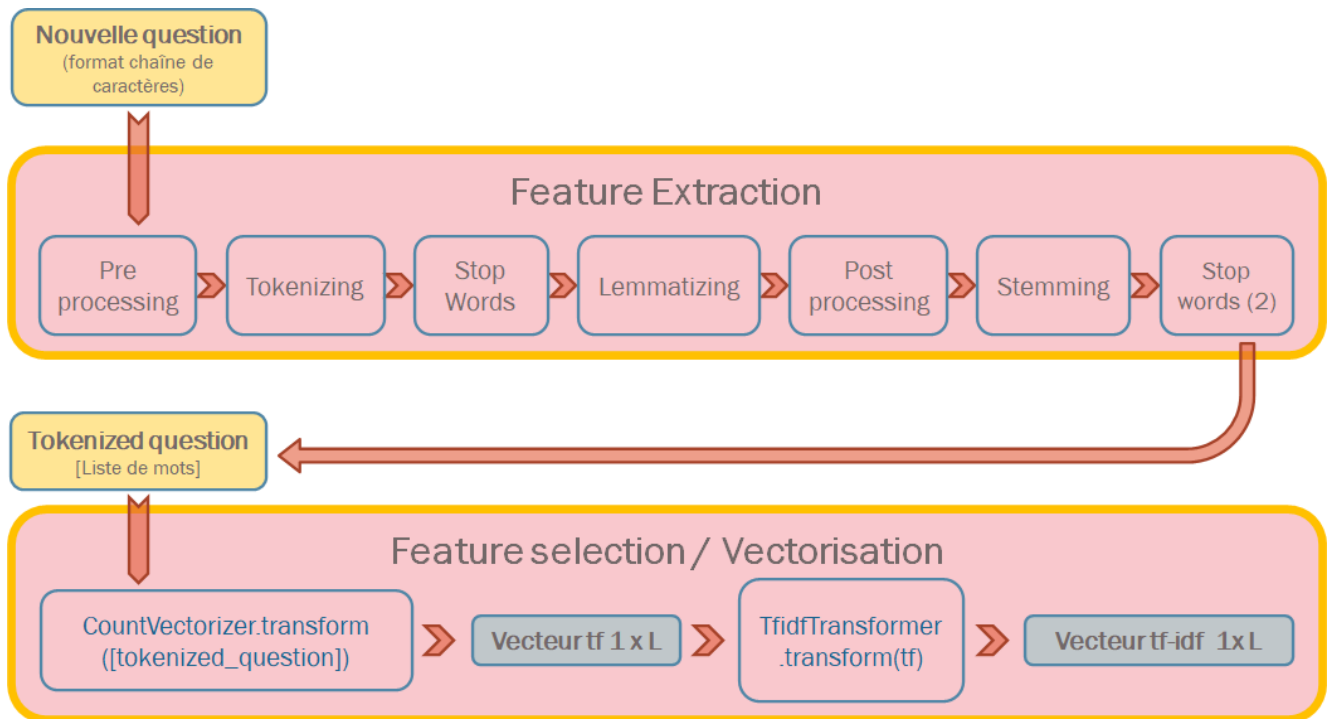 Nouvelle question
(format chaîne de
caractères)
Feature Extraction
Pre
processing
Tokenizing
Stop
Words
Lemmatizing
Post
processing
Stemming
Stop
words (2)
Tokenized question
[Liste de mots]
Feature selection / Vectorisation
CountVectorizer.transform
([tokenized_question])
Vecteur tf 1 x L
TfidfTransformer
.transform(tf)
Vecteur tf-idf 1x L